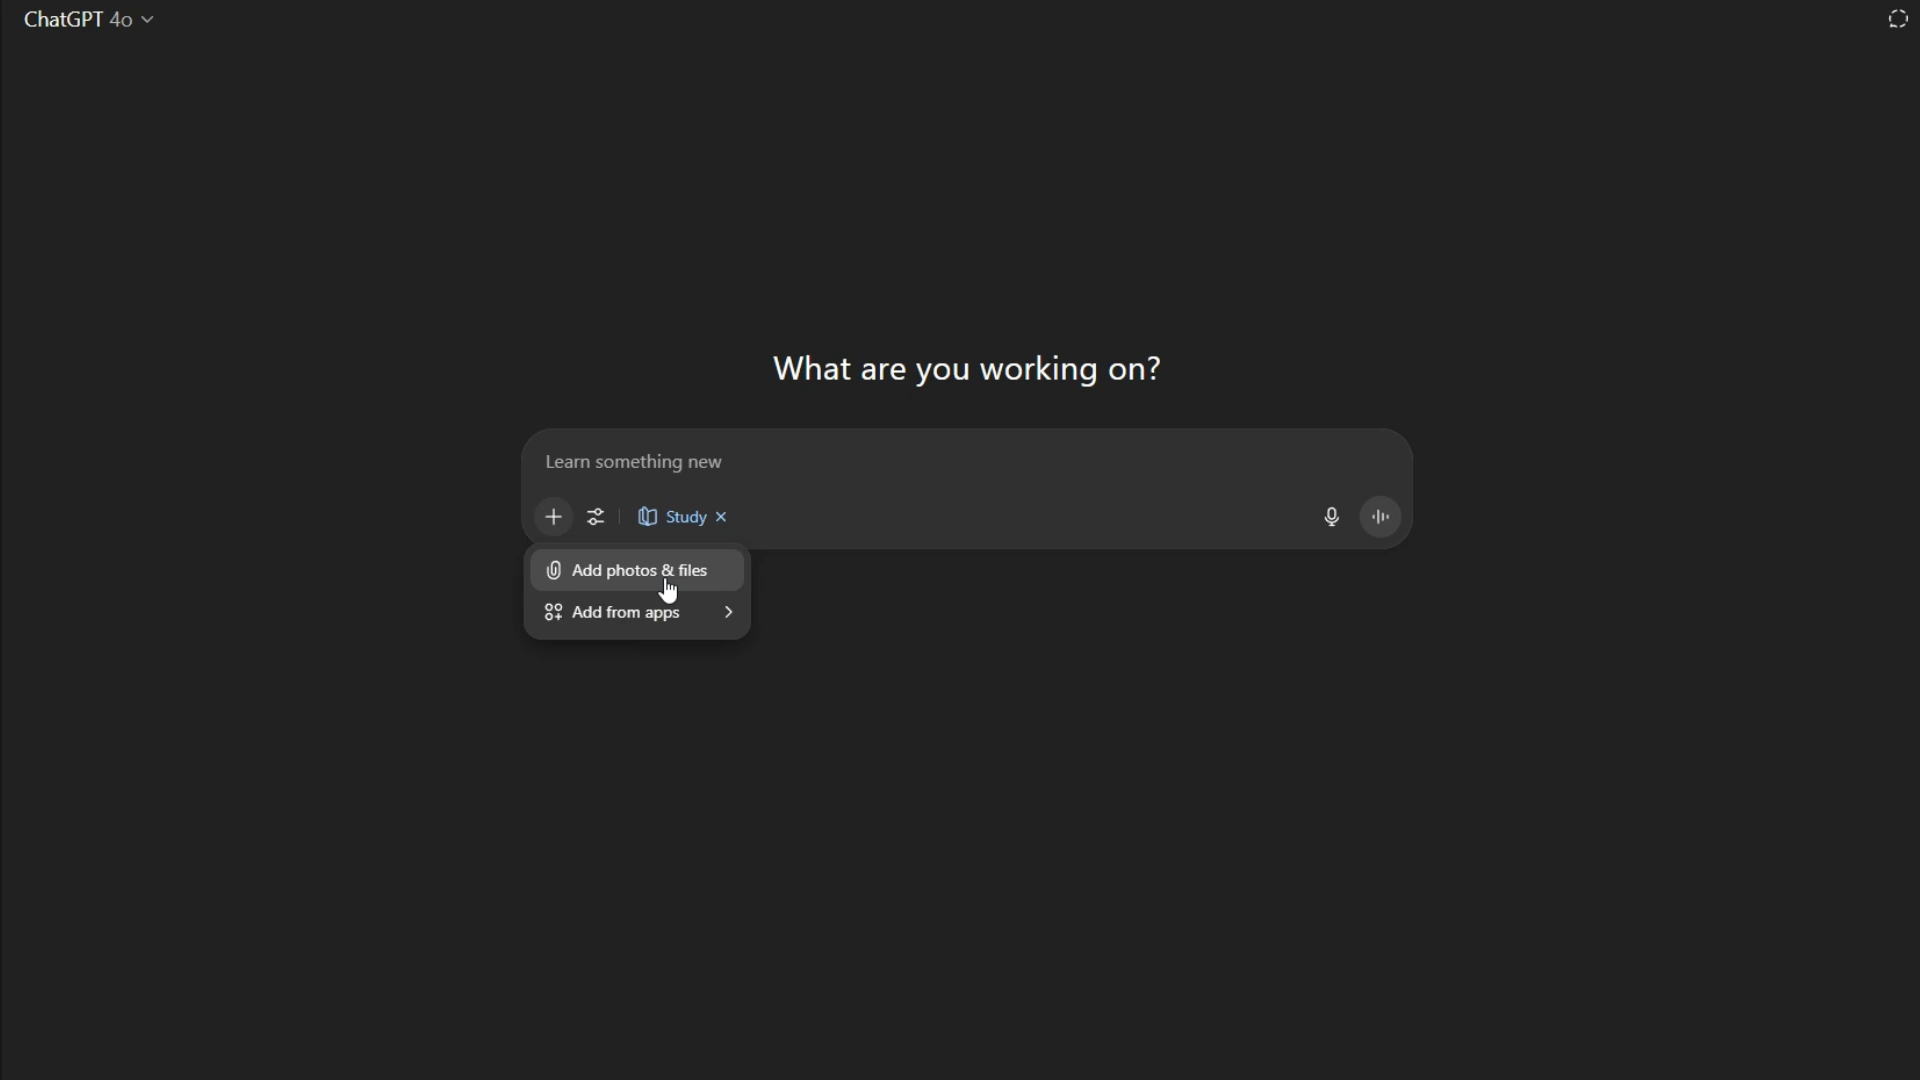 ChatGPT 4o
What are you working on?
Learn something new
Study
Add photos & files
Add from apps